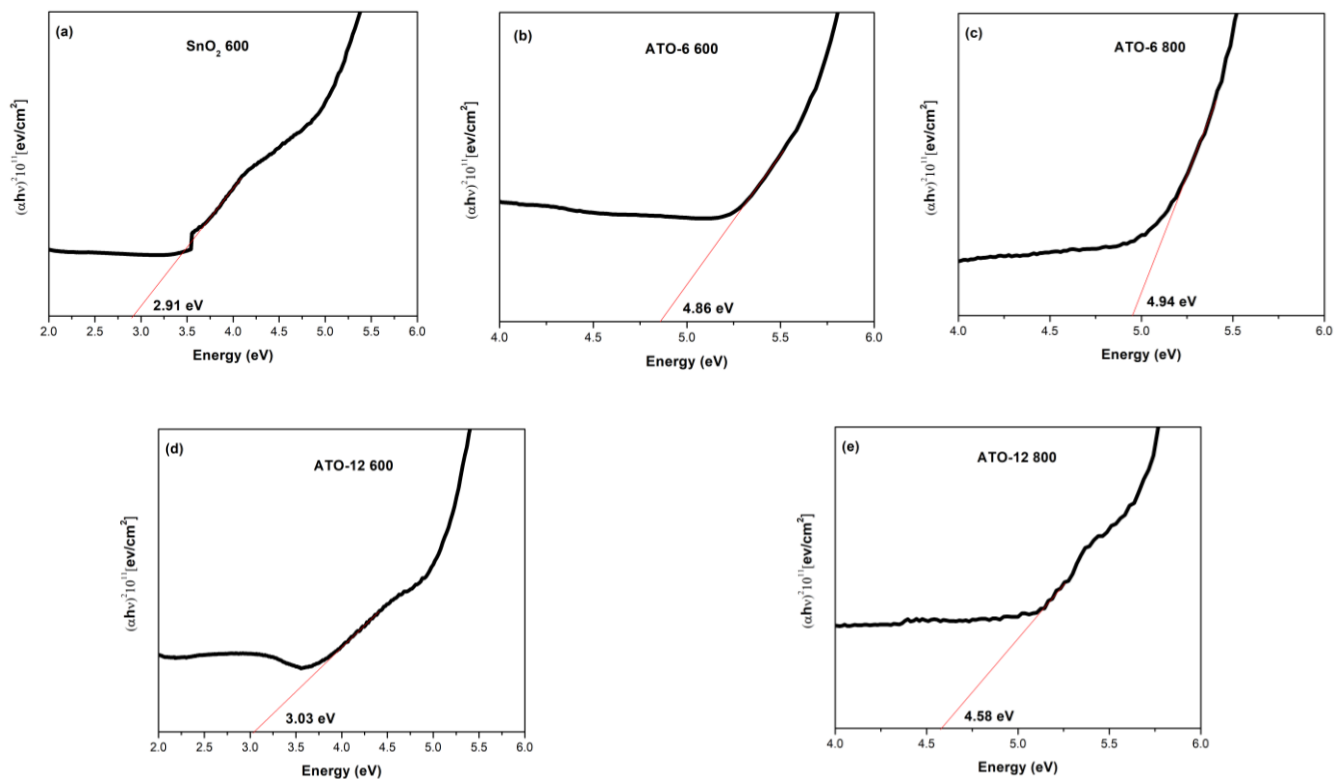 (a)
SnO₂ 600
(αhν)²10¹¹[ev/cm²]
2.91 eV
2.0 2.5 3.0 3.5 4.0 4.5 5.0 5.5 6.0
Energy (eV)
(b)
ATO-6 600
(αhν)²10¹¹[ev/cm²]
4.86 eV
4.0 4.5 5.0 5.5 6.0
Energy (eV)
(c)
ATO-6 800
(αhν)²10¹¹[ev/cm²]
4.94 eV
4.0 4.5 5.0 5.5 6.0
Energy (eV)
(d)
ATO-12 600
(αhν)²10¹¹[ev/cm²]
3.03 eV
2.0 2.5 3.0 3.5 4.0 4.5 5.0 5.5 6.0
Energy (eV)
(e)
ATO-12 800
(αhν)²10¹¹[ev/cm²]
4.58 eV
4.0 4.5 5.0 5.5 6.0
Energy (eV)